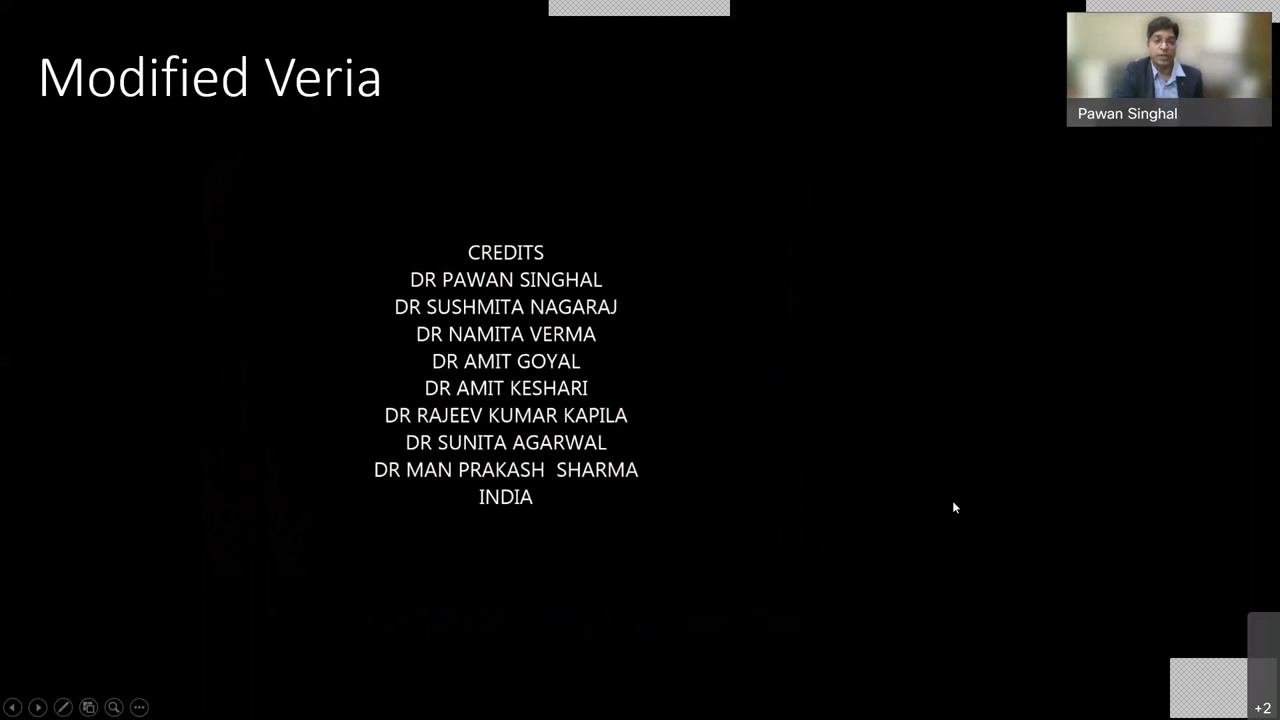 Modified Veria
Pawan Singhal
CREDITS
DR PAWAN SINGHAL
DR SUSHMITA NAGARAJ
DR NAMITA VERMA
DR AMIT GOYAL
DR AMIT KESHARI
DR RAJEEV KUMAR KAPILA
DR SUNITA AGARWAL
DR MAN PRAKASH  SHARMA
INDIA
+2